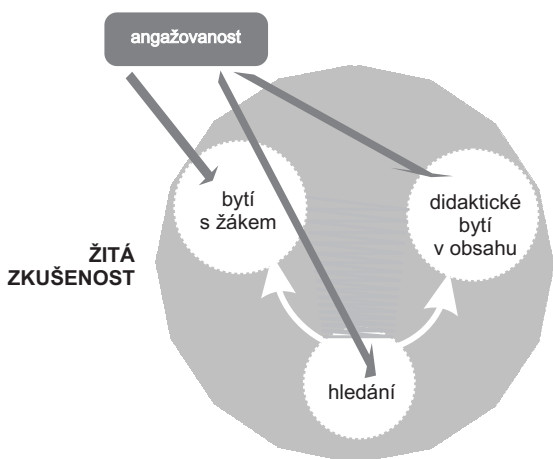 angažovanost
bytí
s žákem
didaktické
bytí
v obsahu
ŽITÁ
ZKUŠENOST
hledání